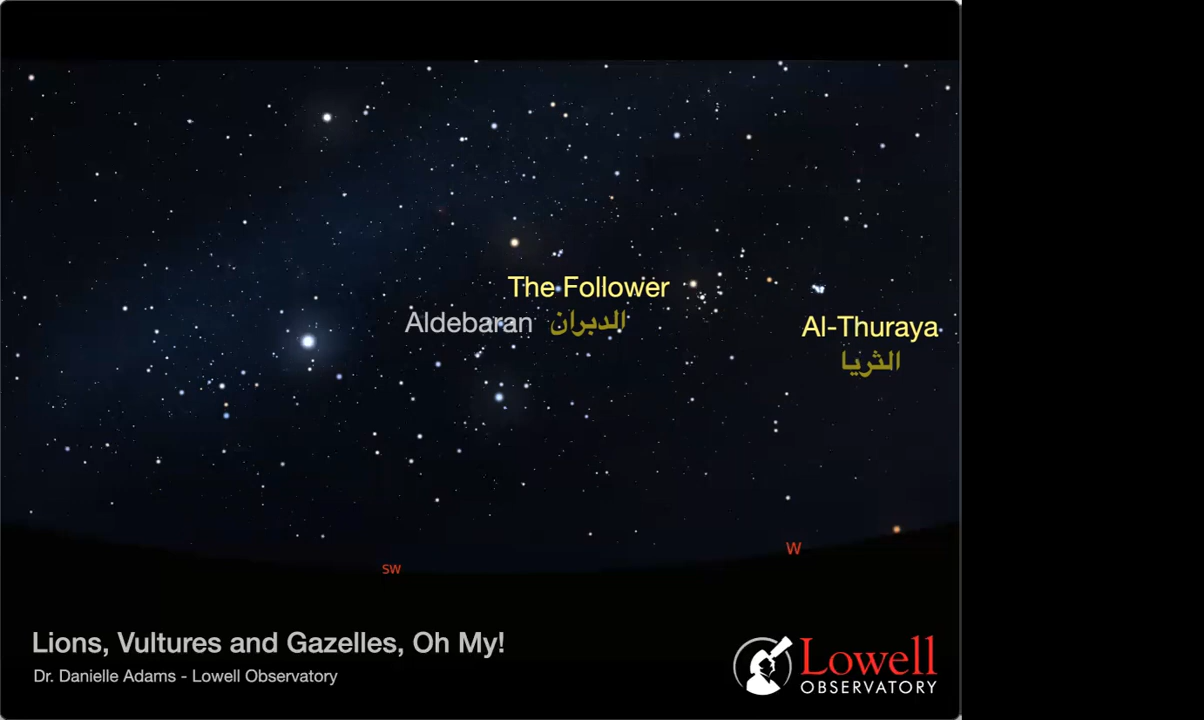 The Follower
Aldebaran الدبران
Al-Thuraya
الثريا
W
SW
Lions, Vultures and Gazelles, Oh My!
Dr. Danielle Adams - Lowell Observatory
Lowell
OBSERVATORY